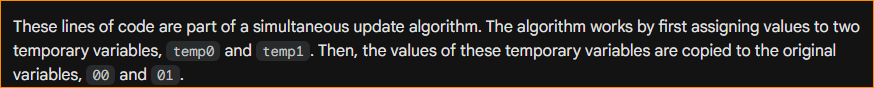 These lines of code are part of a simultaneous update algorithm. The algorithm works by first assigning values to two
temporary variables, temp0 and temp1. Then, the values of these temporary variables are copied to the original
variables, 00 and 01.